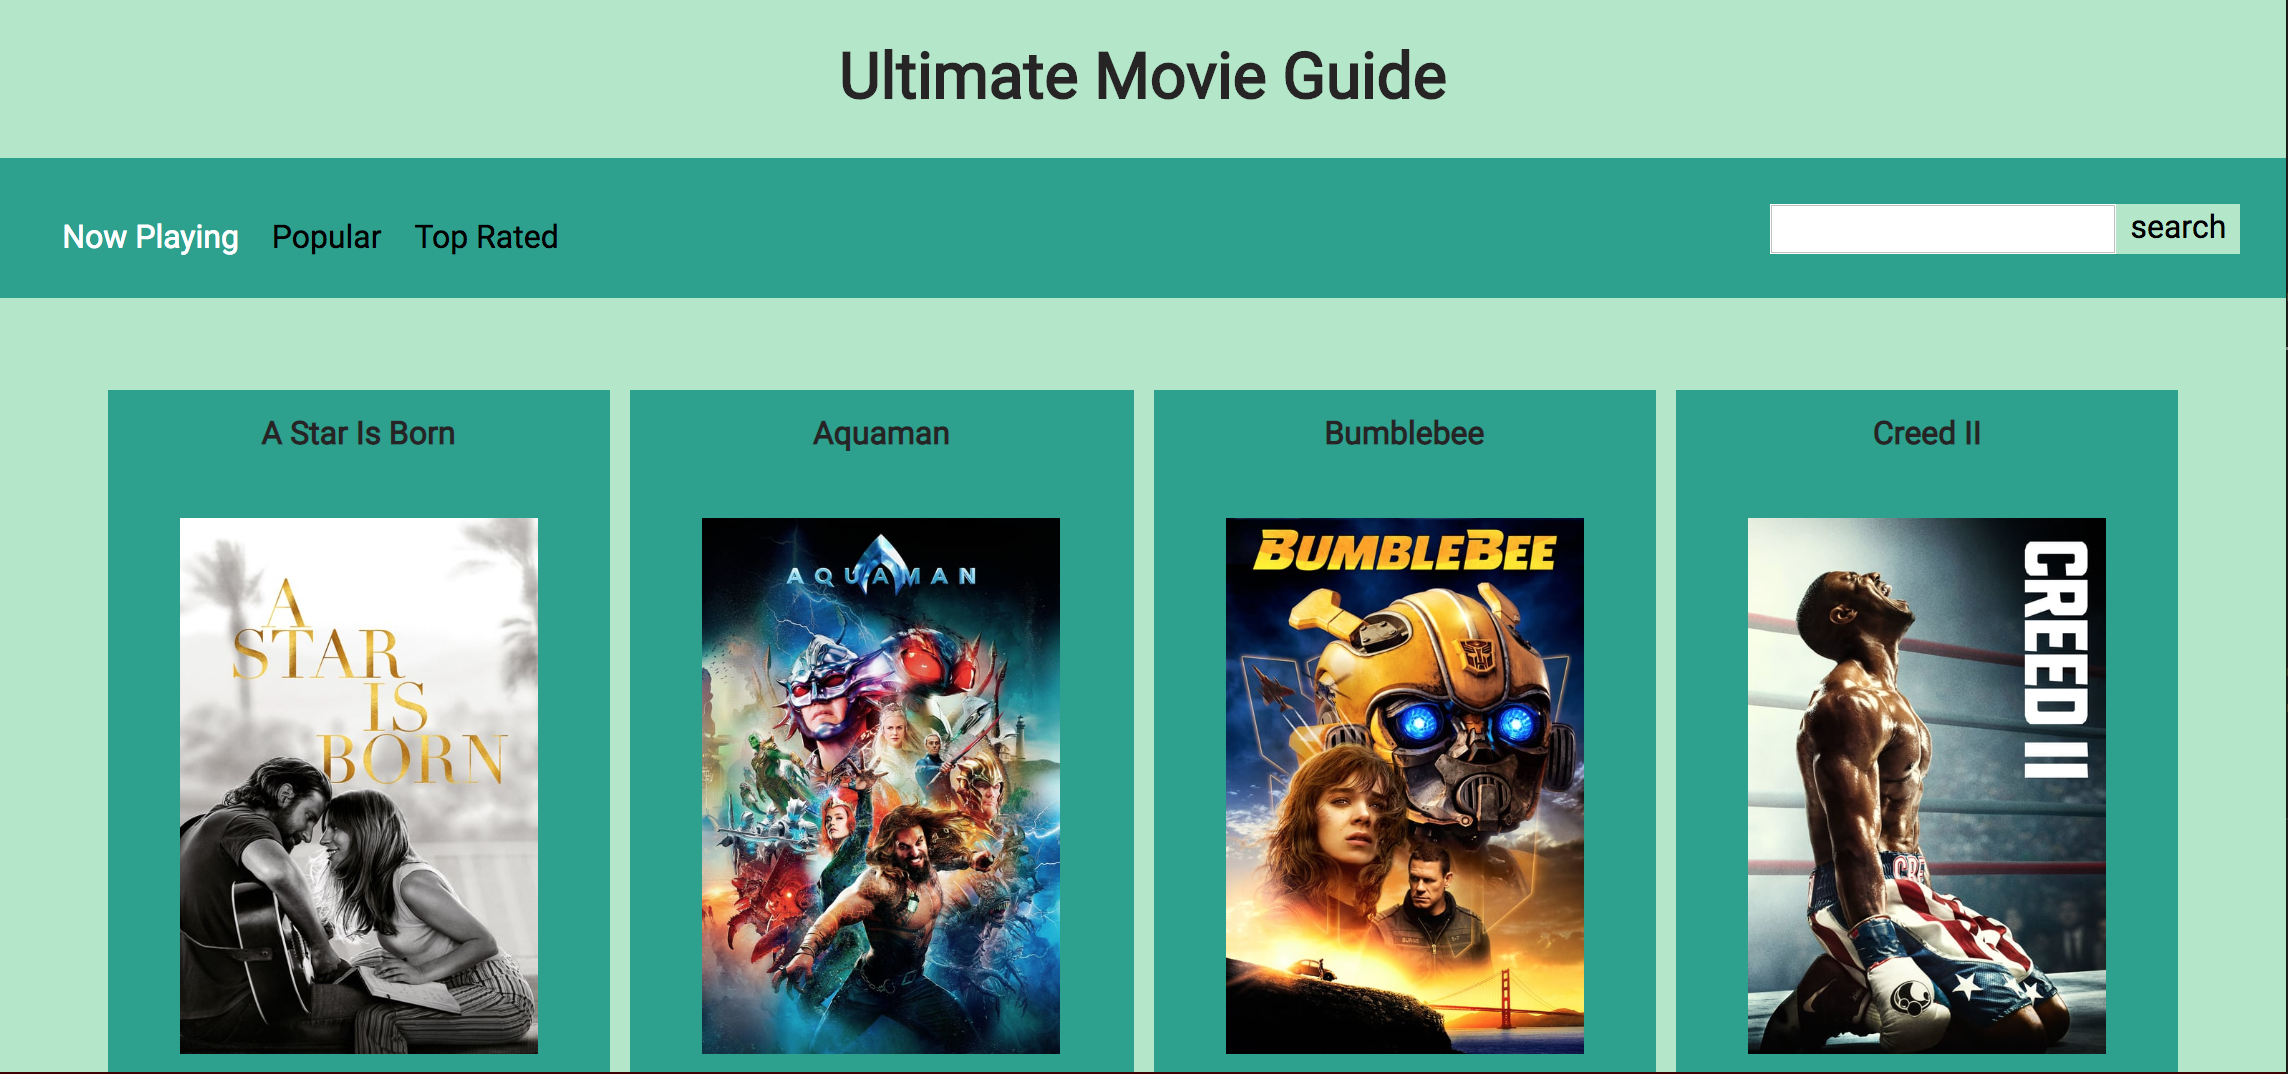 Ultimate Movie Guide
Now Playing Popular Top Rated
search
A Star Is Born
A
STAR
IS
BORN
Aquaman
AQUAMAN
Bumblebee
BUMBLEBEE
Creed II
CREED II